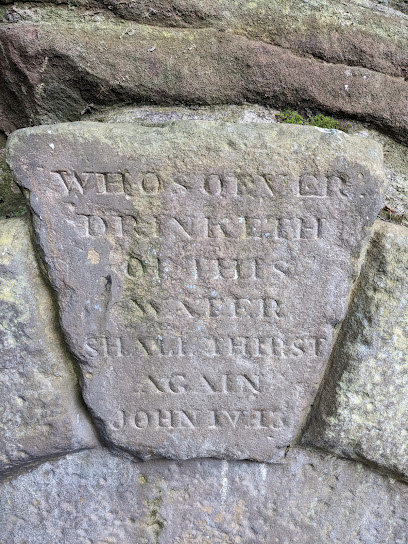 WHOSOEVER
DRINKETH
OF THIS
WATER
SHALL THIRST
AGAIN
JOHN IV:13